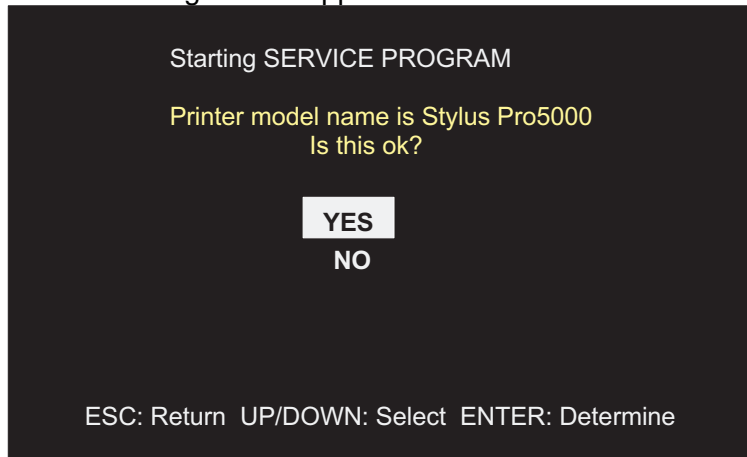 Starting SERVICE PROGRAM
Printer model name is Stylus Pro5000
Is this ok?
YES
NO
ESC: Return UP/DOWN: Select ENTER: Determine